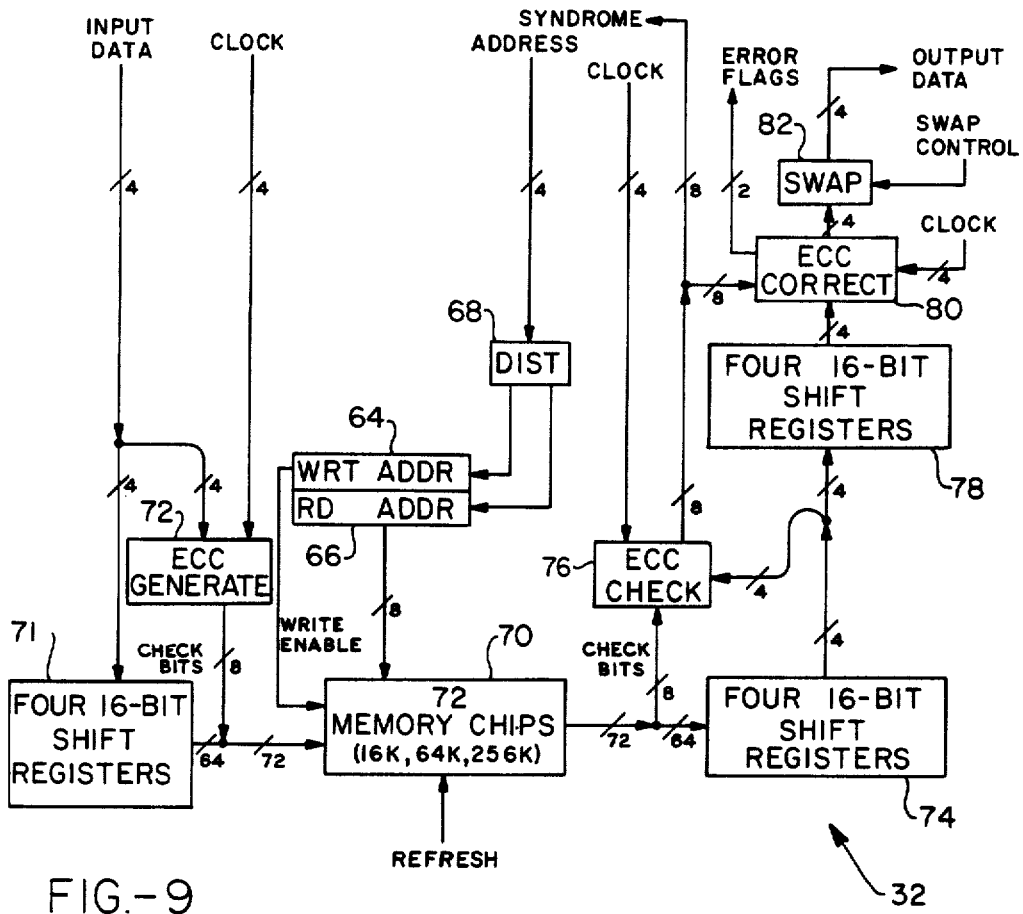 INPUT
DATA
CLOCK
SYNDROME
ADDRESS
CLOCK
ERROR
FLAGS
OUTPUT
DATA
SWAP
CONTROL
4
82
SWAP
4
4
4
4
8
2
4
CLOCK
ECC
CORRECT
8
4
80
4
68
DIST
FOUR 16-BIT
SHIFT
REGISTERS
78
64
WRT ADDR
RD ADDR
66
4
4
72
ECC
GENERATE
8
4
76
ECC
CHECK
4
71
CHECK
BITS
8
WRITE
ENABLE
8
70
CHECK
BITS
8
4
FOUR 16-BIT
SHIFT
REGISTERS
64
72
72
MEMORY CHIPS
(16K, 64K, 256K)
72
64
FOUR 16-BIT
SHIFT
REGISTERS
74
REFRESH
32
FIG.-9